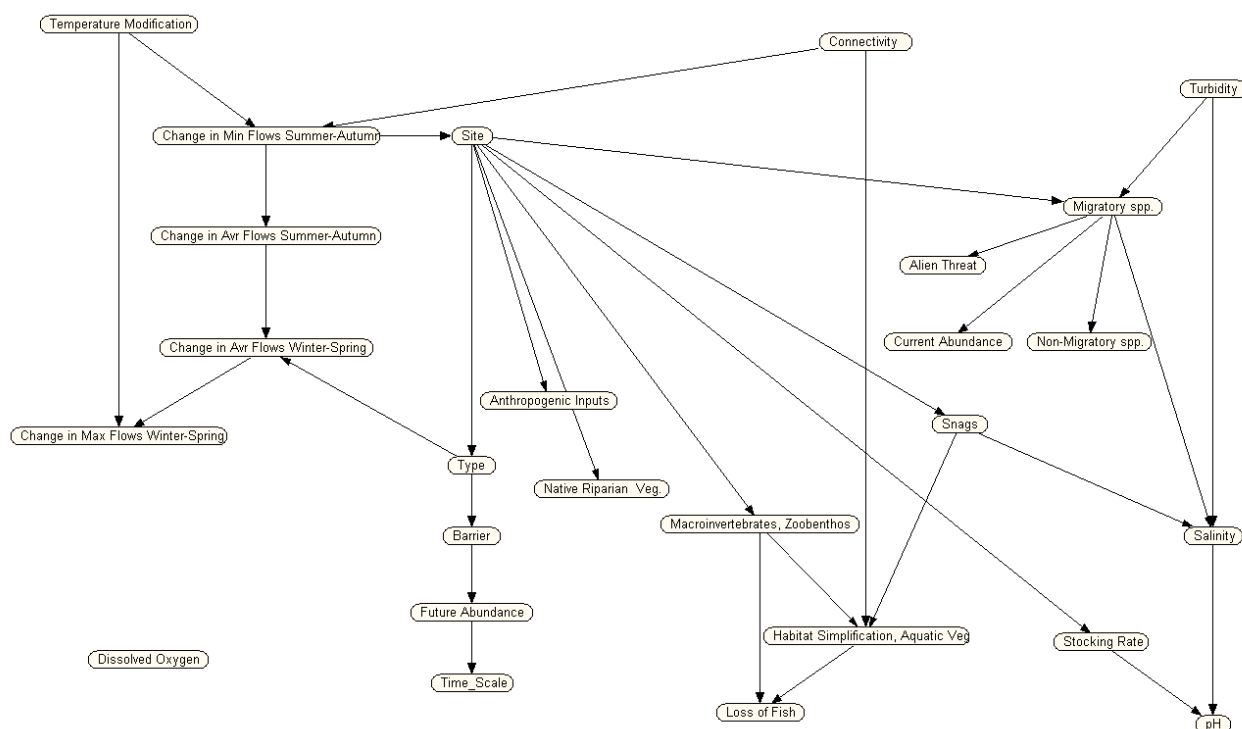 Temperature Modification
Connectivity
Turbidity
Change in Min Flows Summer-Autumn
Site
Migratory spp.
Change in Avr Flows Summer-Autumn
Alien Threat
Change in Avr Flows Winter-Spring
Current Abundance
Non-Migratory spp.
Anthropogenic Inputs
Snags
Change in Max Flows Winter-Spring
Type
Native Riparian Veg.
Macroinvertebrates, Zoobenthos
Barrier
Salinity
Future Abundance
Habitat Simplification, Aquatic Veg
Stocking Rate
Dissolved Oxygen
Time_Scale
Loss of Fish
pH